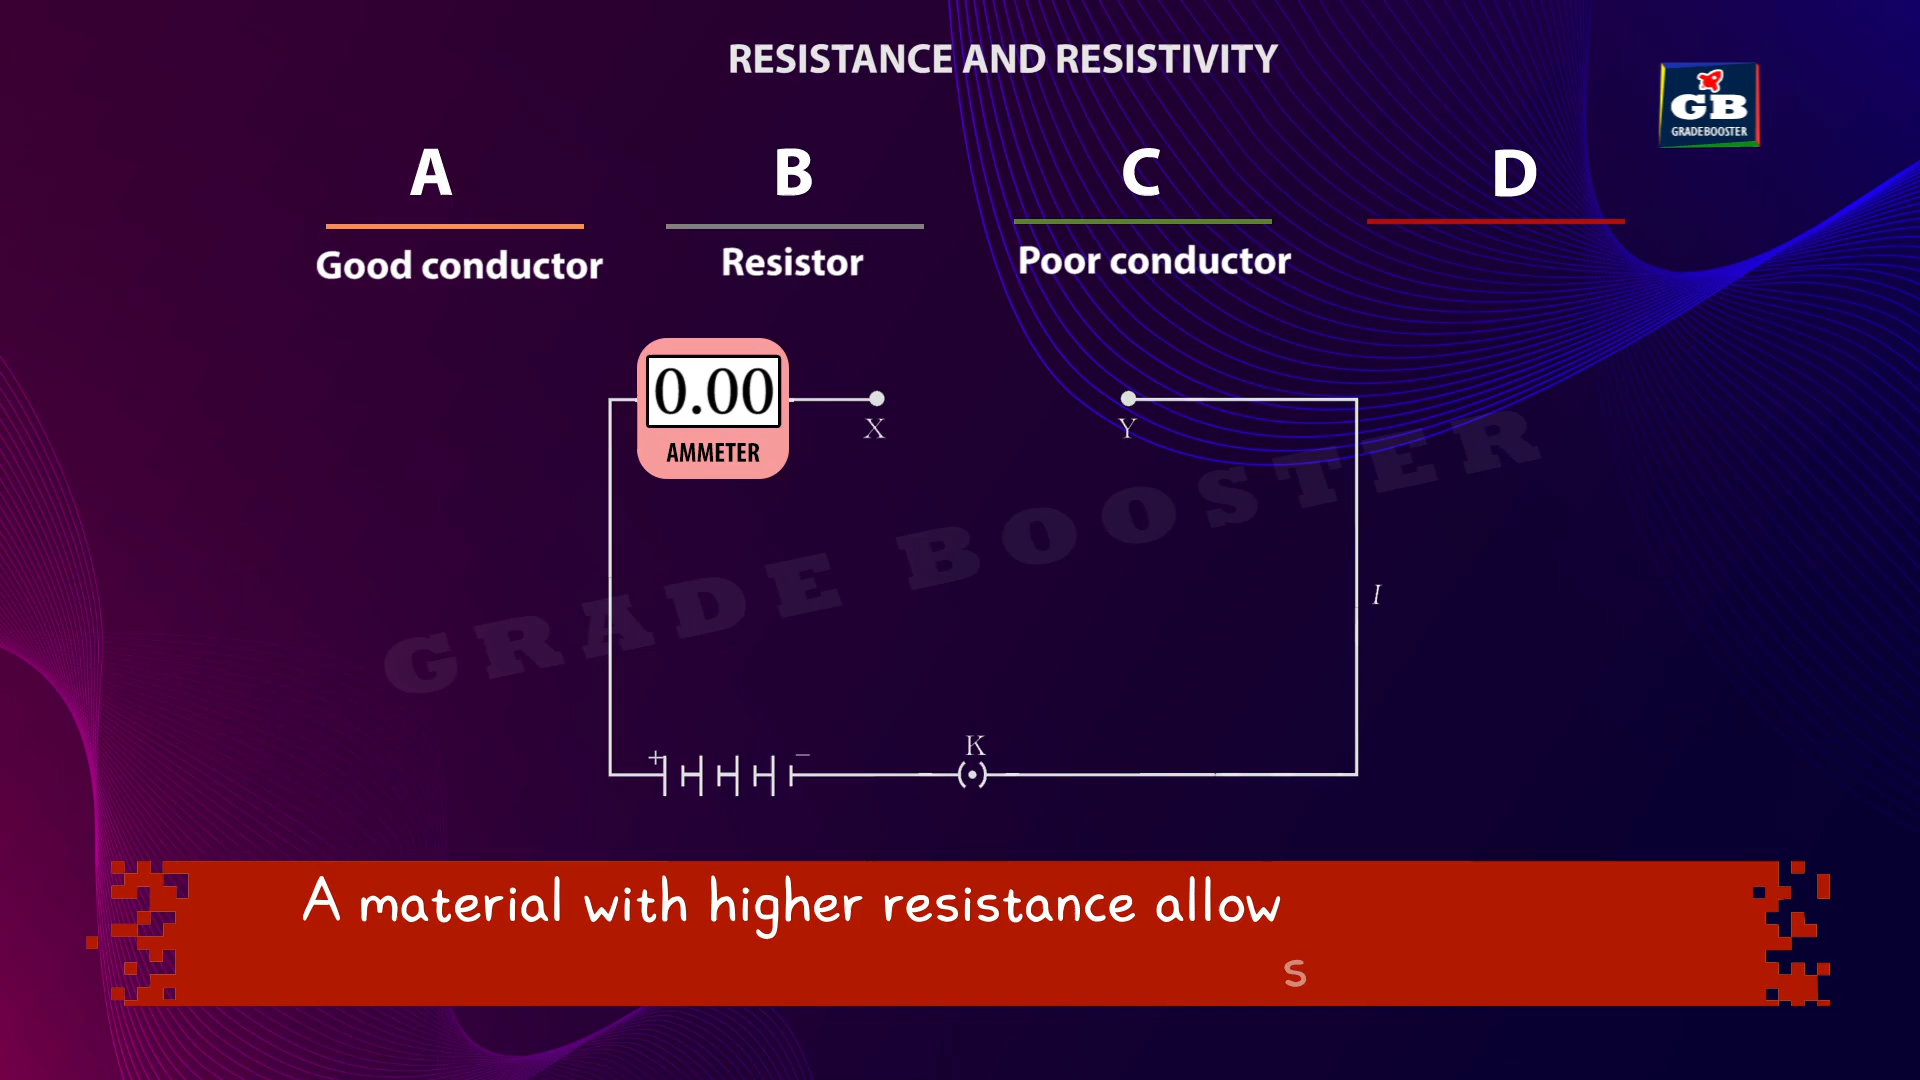 RESISTANCE AND RESISTIVITY
GB
GRADEBOOSTER
A B C D
Good conductor Resistor Poor conductor
0.00
AMMETER
X Y
GRADE BOOSTER
I
K
+ −
A material with higher resistance allow
s